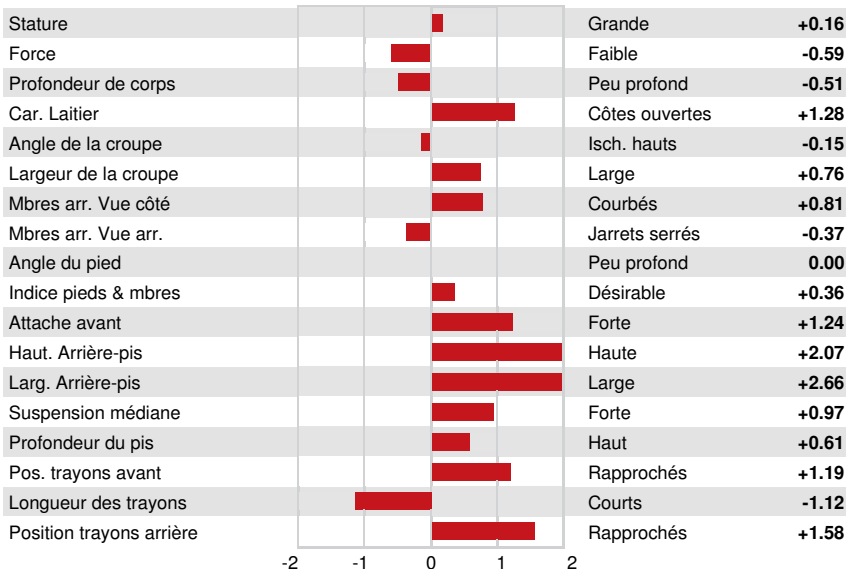 Stature Grande +0.16
Force Faible -0.59
Profondeur de corps Peu profond -0.51
Car. Laitier Côtes ouvertes +1.28
Angle de la croupe Isch. hauts -0.15
Largeur de la croupe Large +0.76
Mbres arr. Vue côté Courbés +0.81
Mbres arr. Vue arr. Jarrets serrés -0.37
Angle du pied Peu profond 0.00
Indice pieds & mbres Désirable +0.36
Attache avant Forte +1.24
Haut. Arrière-pis Haute +2.07
Larg. Arrière-pis Large +2.66
Suspension médiane Forte +0.97
Profondeur du pis Haut +0.61
Pos. trayons avant Rapprochés +1.19
Longueur des trayons Courts -1.12
Position trayons arrière Rapprochés +1.58
-2 -1 0 1 2